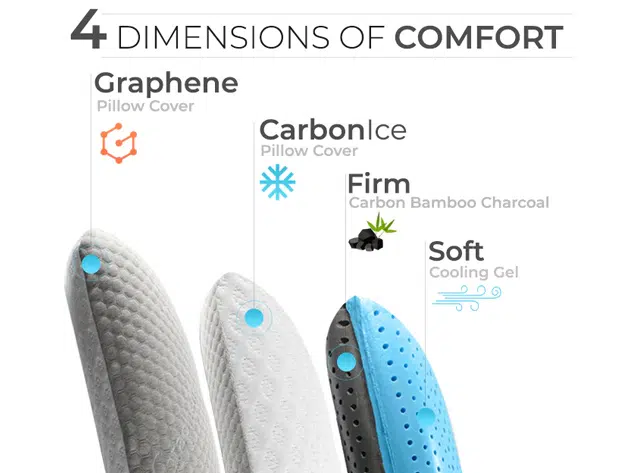 4 DIMENSIONS OF COMFORT
Graphene
Pillow Cover
CarbonIce
Pillow Cover
Firm
Carbon Bamboo Charcoal
Soft
Cooling Gel